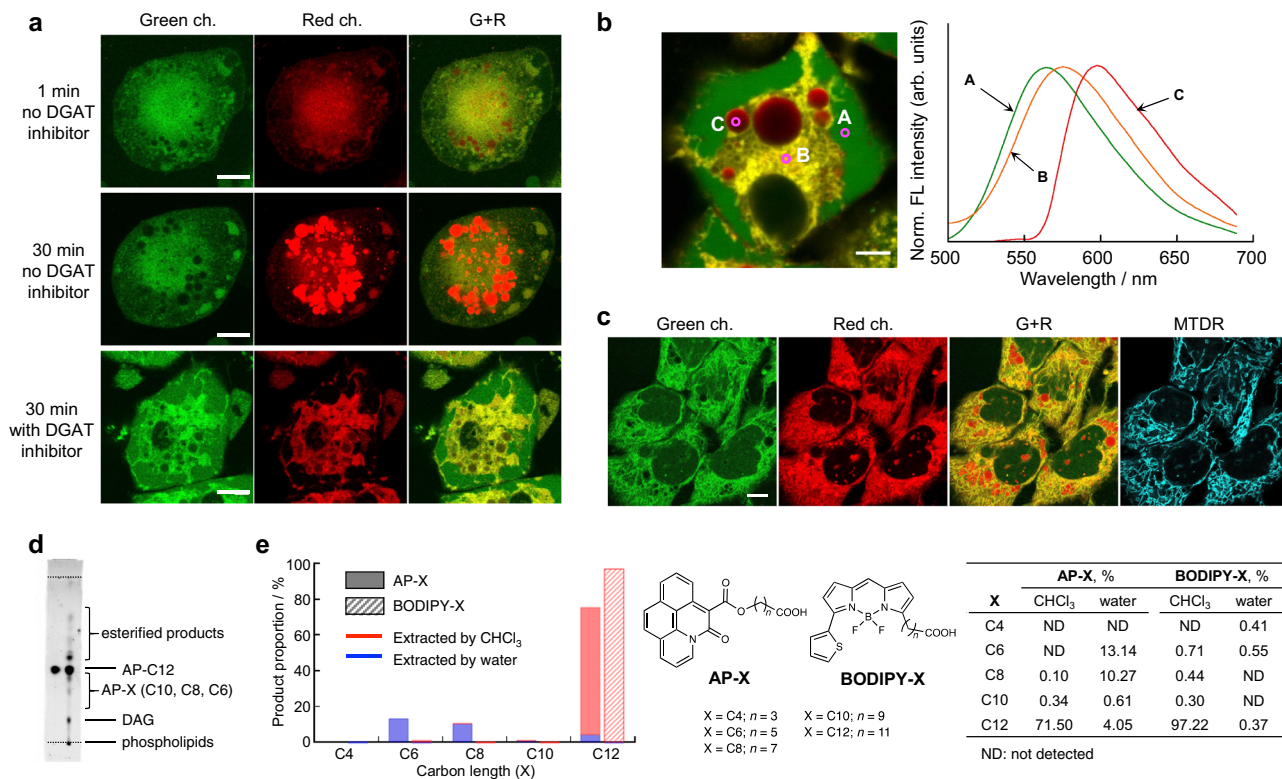 a
Green ch.
Red ch.
G+R
1 min
no DGAT
inhibitor
30 min
no DGAT
inhibitor
30 min
with DGAT
inhibitor
b
A
B
C
Norm. FL intensity (arb. units)
A
B
C
500
550
600
650
700
Wavelength / nm
c
Green ch.
Red ch.
G+R
MTDR
d
esterified products
AP-C12
AP-X (C10, C8, C6)
DAG
phospholipids
e
Product proportion / %
100
80
60
40
20
0
AP-X
BODIPY-X
Extracted by CHCl₃
Extracted by water
C4
C6
C8
C10
C12
Carbon length (X)
O
O
COOH
n
N
O
AP-X
N
N
B
F
F
S
COOH
n
BODIPY-X
X = C4; n = 3
X = C6; n = 5
X = C8; n = 7
X = C10; n = 9
X = C12; n = 11
AP-X, % BODIPY-X, %
X CHCl₃ water CHCl₃ water
C4 ND ND ND 0.41
C6 ND 13.14 0.71 0.55
C8 0.10 10.27 0.44 ND
C10 0.34 0.61 0.30 ND
C12 71.50 4.05 97.22 0.37
ND: not detected